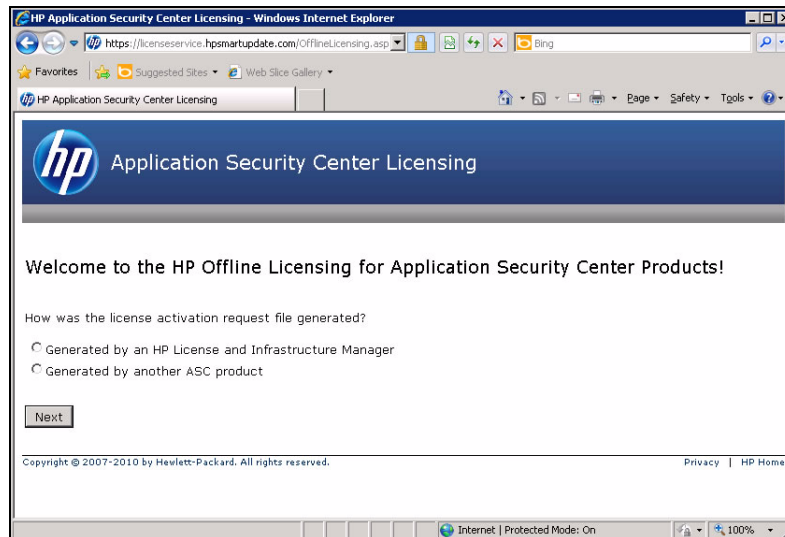 HP Application Security Center Licensing - Windows Internet Explorer
https://licenseservice.hpsmartupdate.com/OfflineLicensing.asp
Bing
Favorites
Suggested Sites
Web Slice Gallery
HP Application Security Center Licensing
Page
Safety
Tools
hp
Application Security Center Licensing
Welcome to the HP Offline Licensing for Application Security Center Products!
How was the license activation request file generated?
Generated by an HP License and Infrastructure Manager
Generated by another ASC product
Next
Copyright © 2007-2010 by Hewlett-Packard. All rights reserved.
Privacy | HP Home
Internet | Protected Mode: On
100%